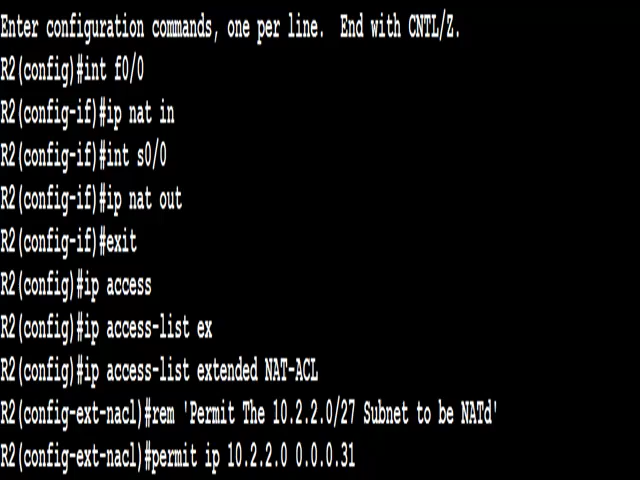 Enter configuration commands, one per line.  End with CNTL/Z.
R2(config)#int f0/0
R2(config-if)#ip nat in
R2(config-if)#int s0/0
R2(config-if)#ip nat out
R2(config-if)#exit
R2(config)#ip access
R2(config)#ip access-list ex
R2(config)#ip access-list extended NAT-ACL
R2(config-ext-nacl)#rem 'Permit The 10.2.2.0/27 Subnet to be NATd'
R2(config-ext-nacl)#permit ip 10.2.2.0 0.0.0.31